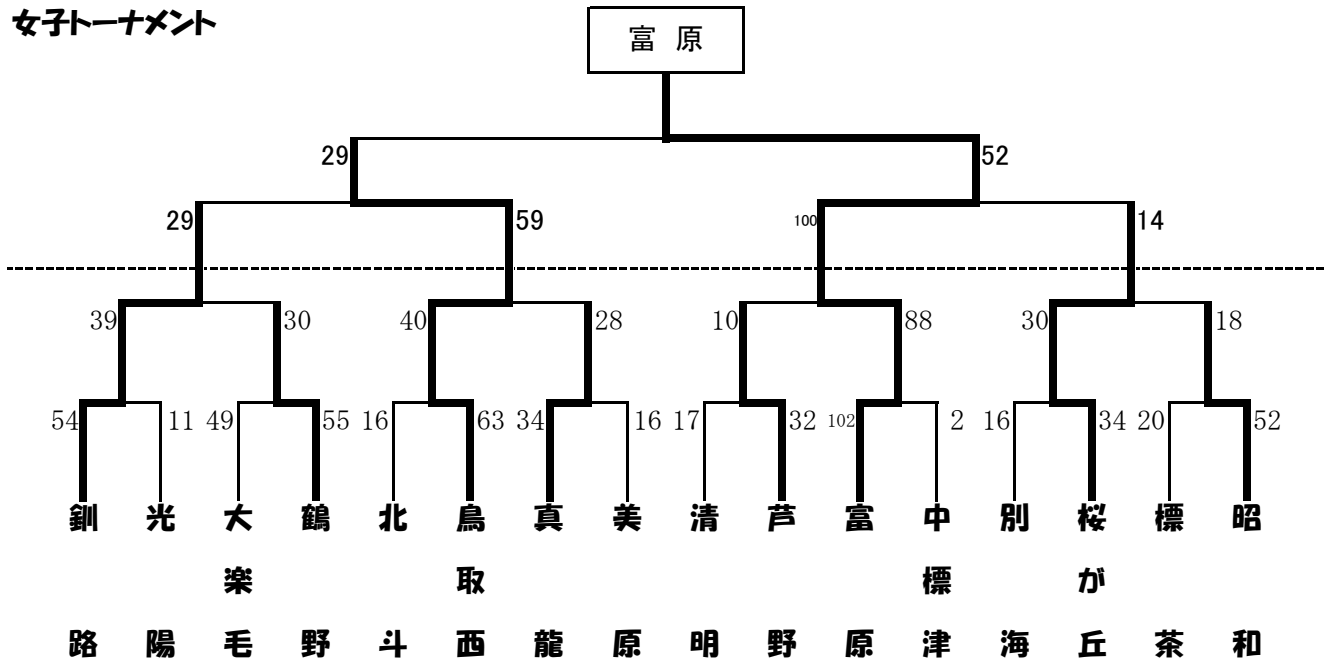 女子トーナメント
富原
29 52
29 59 100 14
39 30 40 28 10 88 30 18
54 11 49 55 16 63 34 16 17 32 102 2 16 34 20 52
釧路
光陽
大楽毛
鶴野
北斗
鳥取西
真龍
美原
清明
芦野
富原
中標津
別海
桜が丘
標茶
昭和